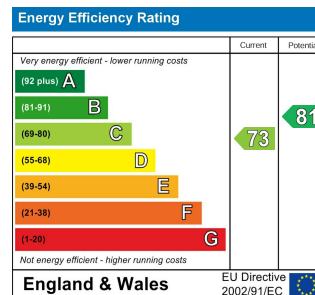 Energy Efficiency Rating
Current Potentia
Very energy efficient - lower running costs
(92 plus) A
(81-91) B
(69-80) C
(55-68) D
(39-54) E
(21-38) F
(1-20) G
73
81
Not energy efficient - higher running costs
England & Wales
EU Directive
2002/91/EC